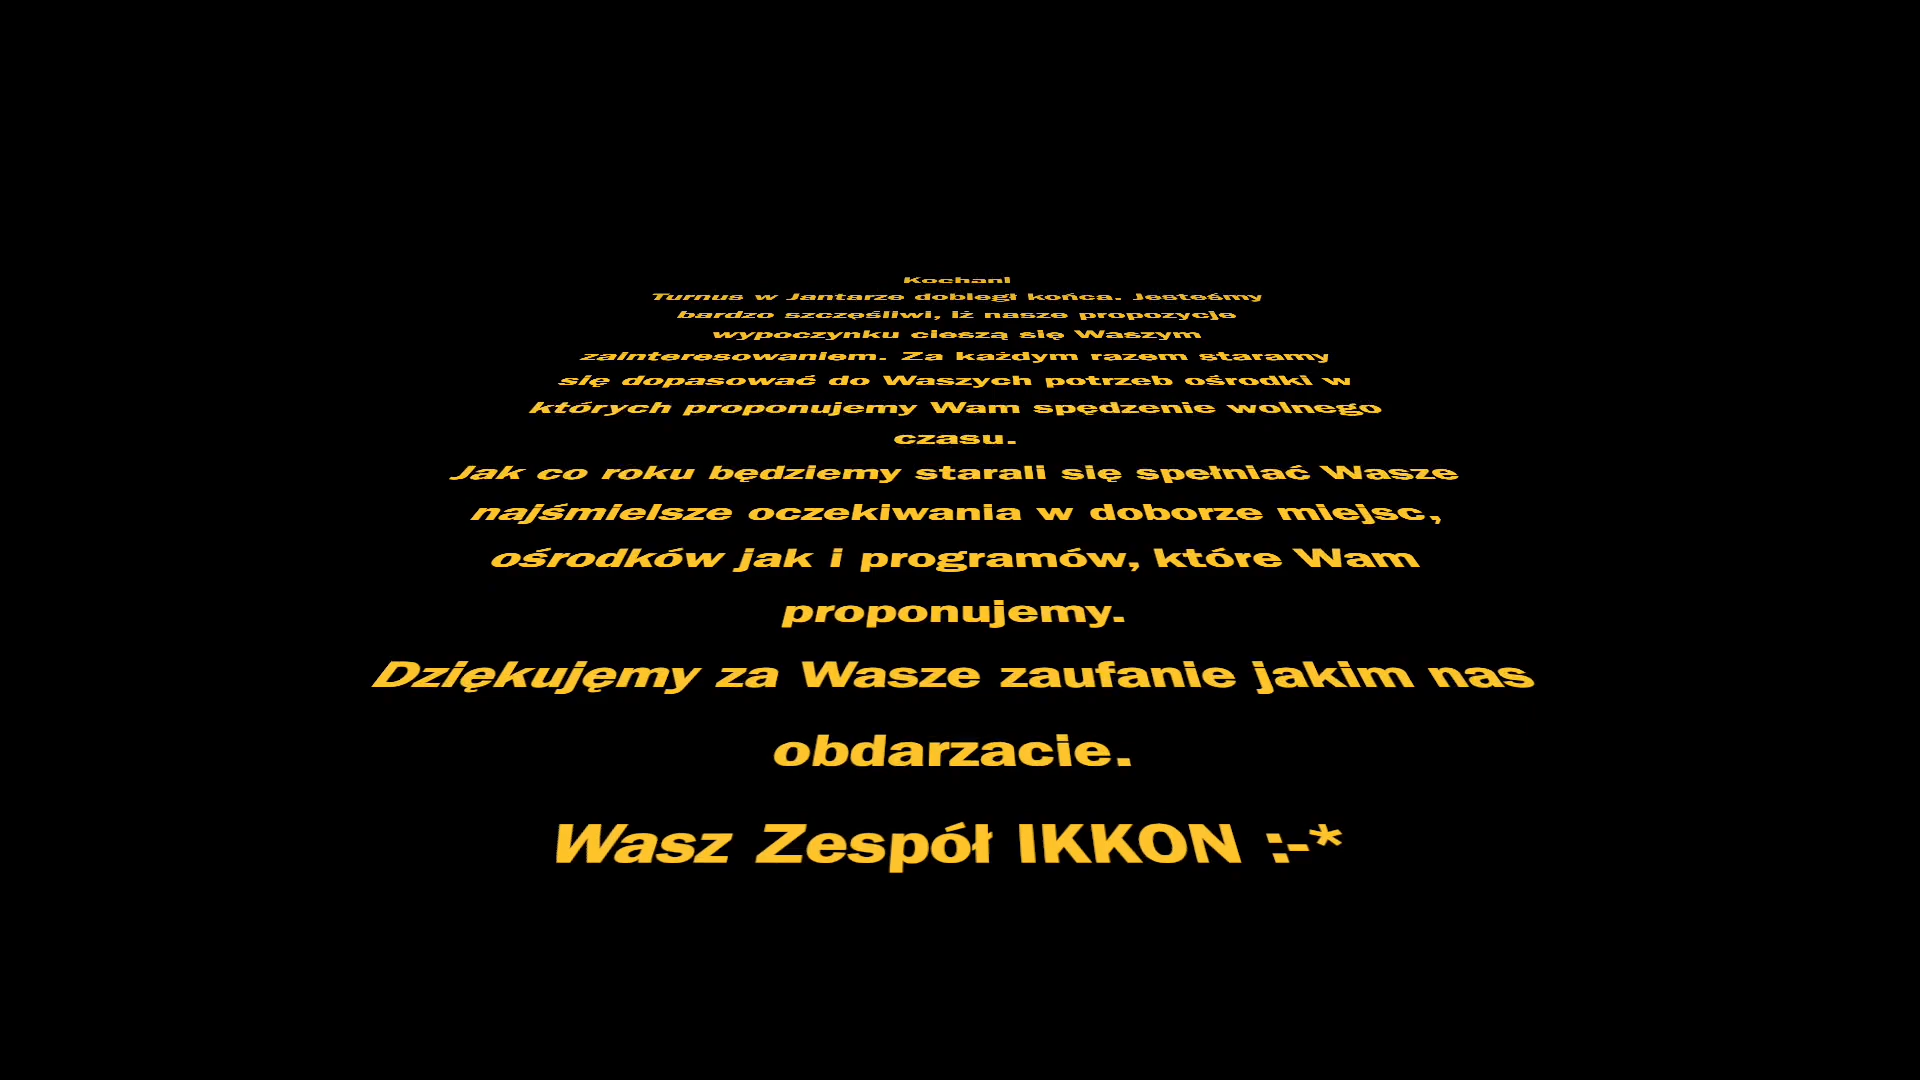 Kochani
Turnus w Jantarze dobiegł końca. Jesteśmy
bardzo szczęśliwi, iż nasze propozycje
wypoczynku cieszą się Waszym
zainteresowaniem. Za każdym razem staramy
się dopasować do Waszych potrzeb ośrodki w
których proponujemy Wam spędzenie wolnego
czasu.
Jak co roku będziemy starali się spełniać Wasze
najśmielsze oczekiwania w doborze miejsc,
ośrodków jak i programów, które Wam
proponujemy.
Dziękujęmy za Wasze zaufanie jakim nas
obdarzacie.
Wasz Zespół IKKON :-*